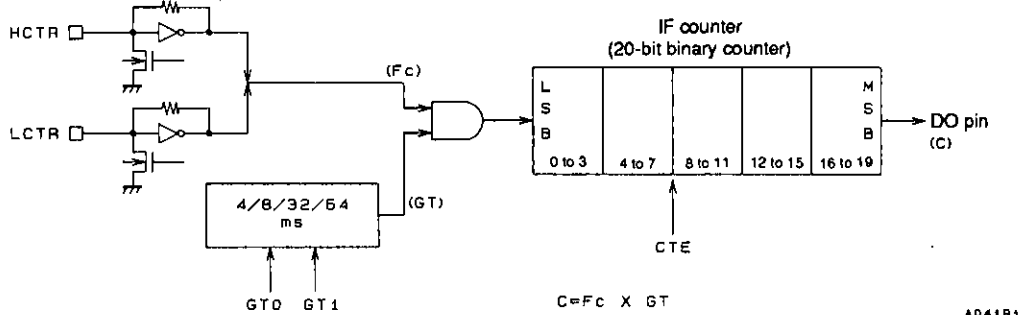 HCTR
LCTR
(Fc)
IF counter
(20-bit binary counter)
L
S
B
M
S
B
0 to 3
4 to 7
8 to 11
12 to 15
16 to 19
DO pin
(C)
4/8/32/64
ms
(GT)
CTE
GT0 GT1
C=Fc X GT